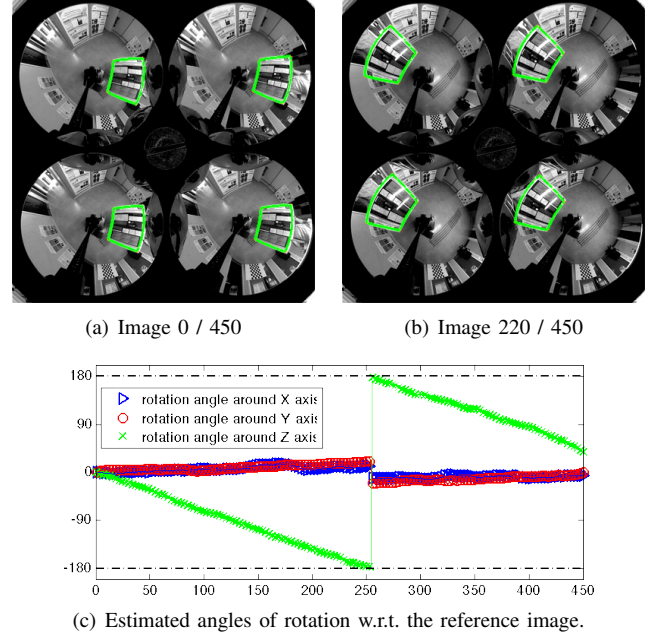 (a) Image 0 / 450
(b) Image 220 / 450
180
90
0
-90
-180
rotation angle around X axis
rotation angle around Y axis
rotation angle around Z axis
0 50 100 150 200 250 300 350 400 450
(c) Estimated angles of rotation w.r.t. the reference image.